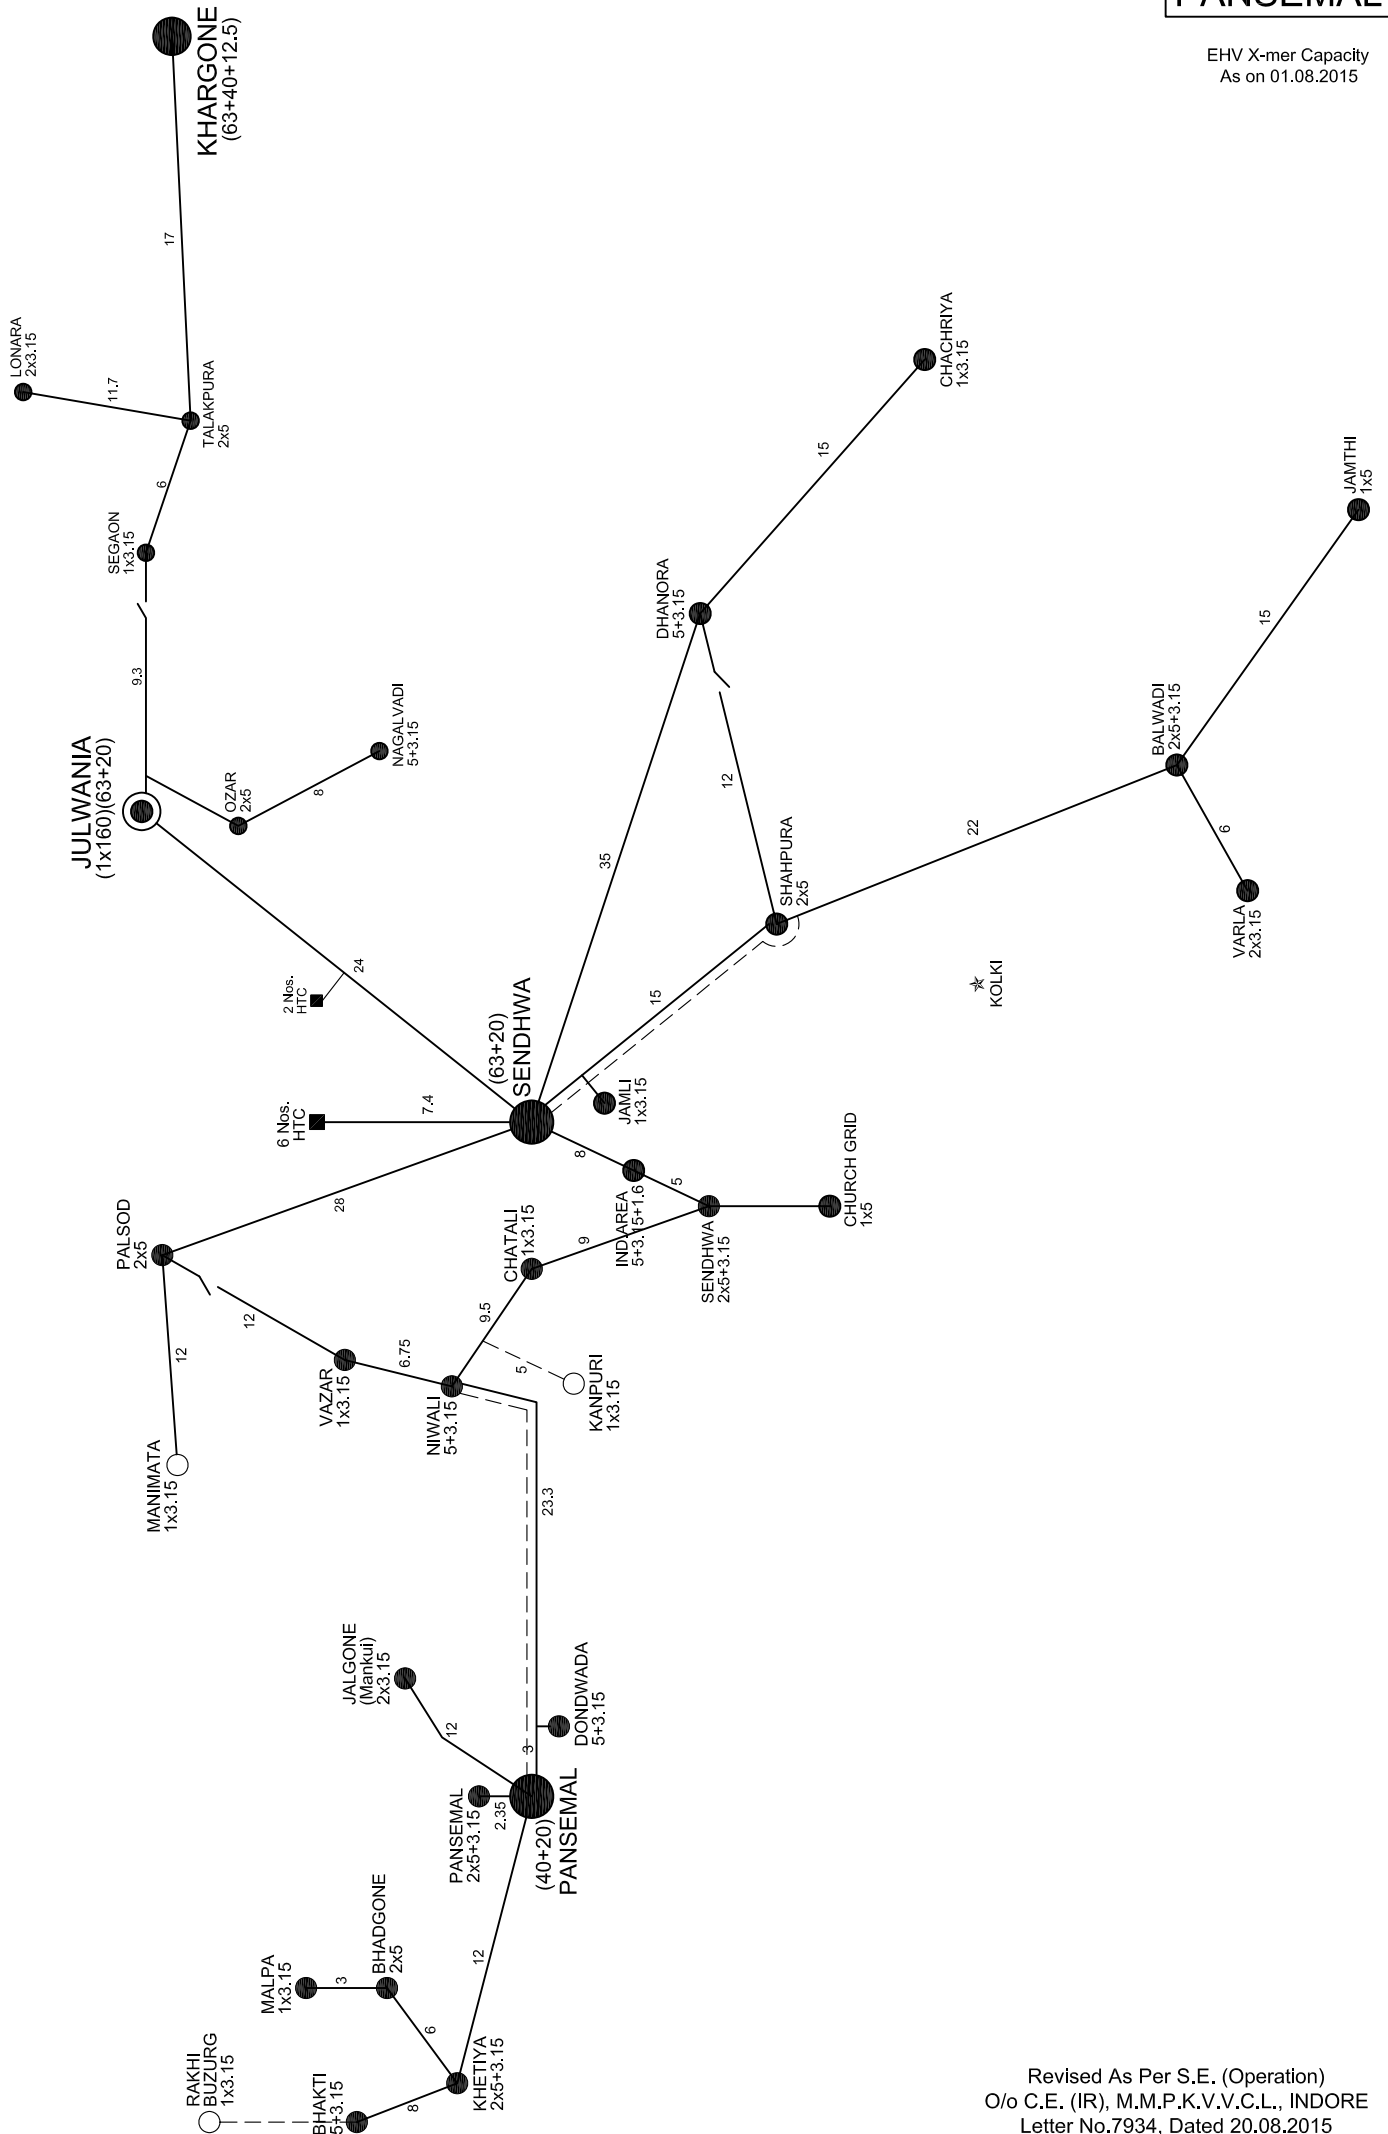 PANSEMAL
EHV X-mer Capacity
As on 01.08.2015
KHARGONE
(63+40+12.5)
17
LONARA
2x3.15
11.7
TALAKPURA
2x5
6
SEGAON
1x3.15
9.3
JULWANIA
(1x160)(63+20)
OZAR
2x5
8
NAGALVADI
5+3.15
24
2 Nos.
HTC
6 Nos.
HTC
7.4
(63+20)
SENDHWA
35
DHANORA
5+3.15
15
CHACHRIYA
1x3.15
12
SHAHPURA
2x5
15
JAMLI
1x3.15
22
BALWADI
2x5+3.15
15
JAMTHI
1x5
6
VARLA
2x3.15
KOLKI
PALSOD
2x5
28
12
MANIMATA
1x3.15
12
VAZAR
1x3.15
6.75
NIWALI
5+3.15
9.5
CHATALI
1x3.15
5
KANPURI
1x3.15
9
8
IND.AREA
5+3.15+1.6
5
SENDHWA
2x5+3.15
CHURCH GRID
1x5
23.3
JALGONE
(Mankui)
2x3.15
12
3
DONDWADA
5+3.15
PANSEMAL
2x5+3.15
2.35
(40+20)
PANSEMAL
12
MALPA
1x3.15
3
BHADGONE
2x5
6
KHETIYA
2x5+3.15
8
RAKHI
BUZURG
1x3.15
BHAKTI
5+3.15
Revised As Per S.E. (Operation)
O/o C.E. (IR), M.M.P.K.V.V.C.L., INDORE
Letter No.7934, Dated 20.08.2015